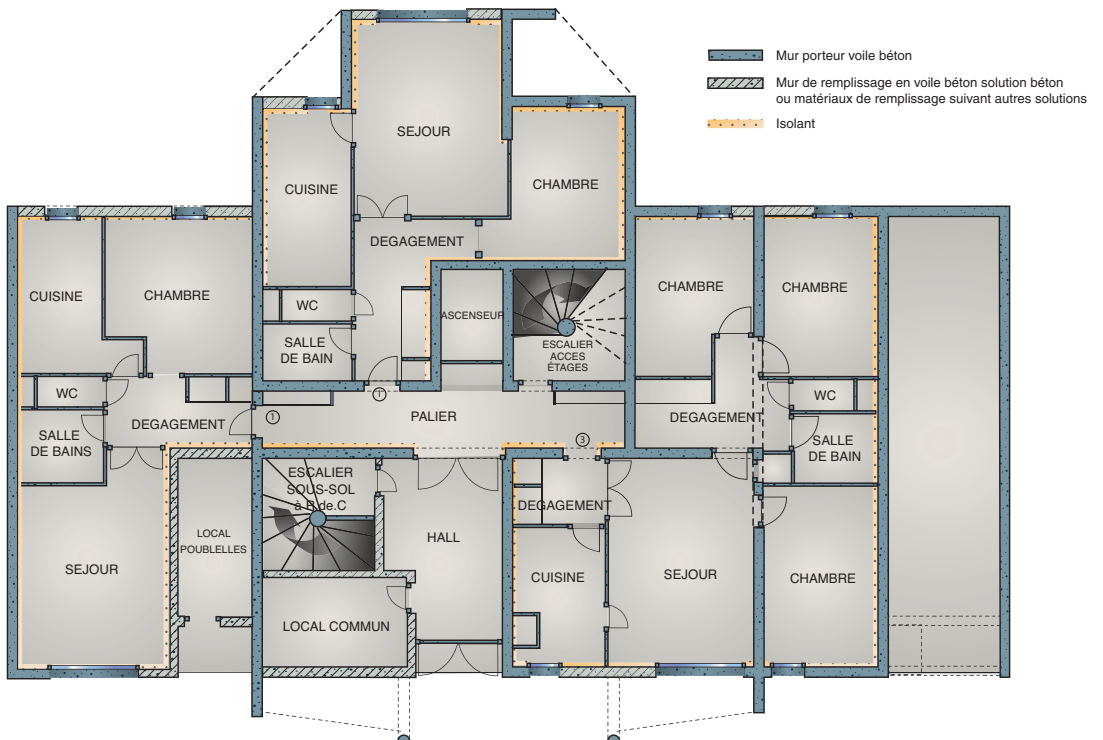 Mur porteur voile béton
Mur de remplissage en voile béton solution béton
ou matériaux de remplissage suivant autres solutions
Isolant
SEJOUR
CUISINE
CHAMBRE
DEGAGEMENT
WC
SALLE
DE BAIN
ASCENSEUR
ESCALIER
ACCES
ÉTAGES
CUISINE
CHAMBRE
WC
DEGAGEMENT
SALLE
DE BAINS
SEJOUR
LOCAL
POUBLELLES
1
1
PALIER
3
ESCALIER
SOUS-SOL
à R.de.C
HALL
LOCAL COMMUN
CHAMBRE
CHAMBRE
DEGAGEMENT
WC
SALLE
DE BAIN
DEGAGEMENT
CUISINE
SEJOUR
CHAMBRE